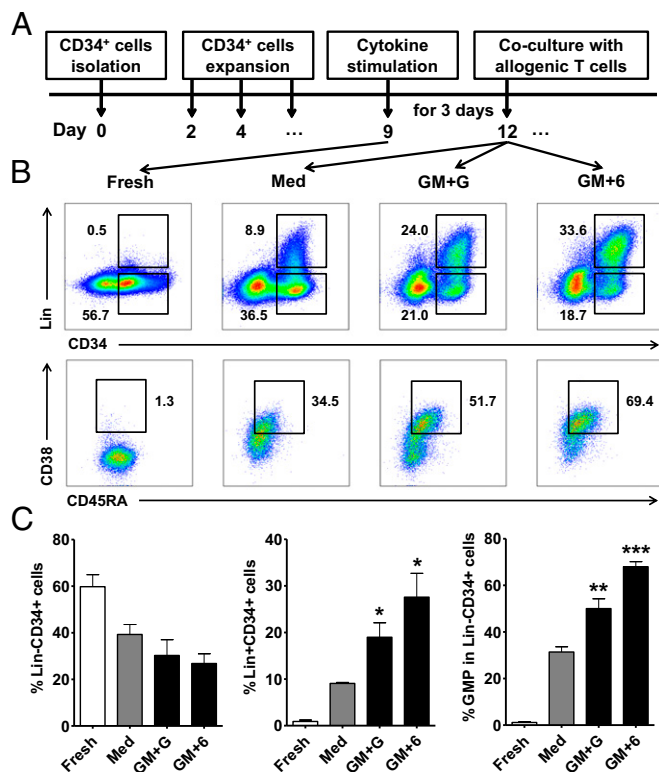 A
CD34+ cells isolation
CD34+ cells expansion
Cytokine stimulation
Co-culture with allogenic T cells
for 3 days
Day 0 2 4 ... 9 12 ...
B
Fresh Med GM+G GM+6
0.5 8.9 24.0 33.6
Lin
56.7 36.5 21.0 18.7
CD34
1.3 34.5 51.7 69.4
CD38
CD45RA
C
% Lin-CD34+ cells
80
60
40
20
0
Fresh Med GM+G GM+6
% Lin+CD34+ cells
40
30
20
10
0
* *
Fresh Med GM+G GM+6
% GMP in Lin-CD34+ cells
80
60
40
20
0
** ***
Fresh Med GM+G GM+6